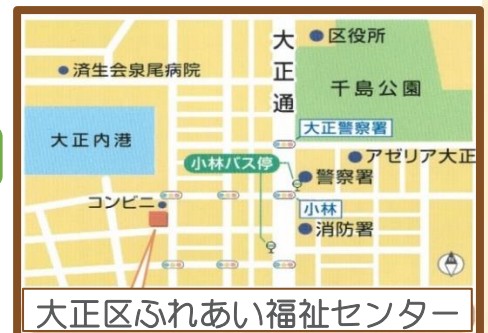 大正通
区役所
済生会泉尾病院
千島公園
大正警察署
大正内港
アゼリア大正
小林バス停
警察署
コンビニ
小林
消防署
大正区ふれあい福祉センター